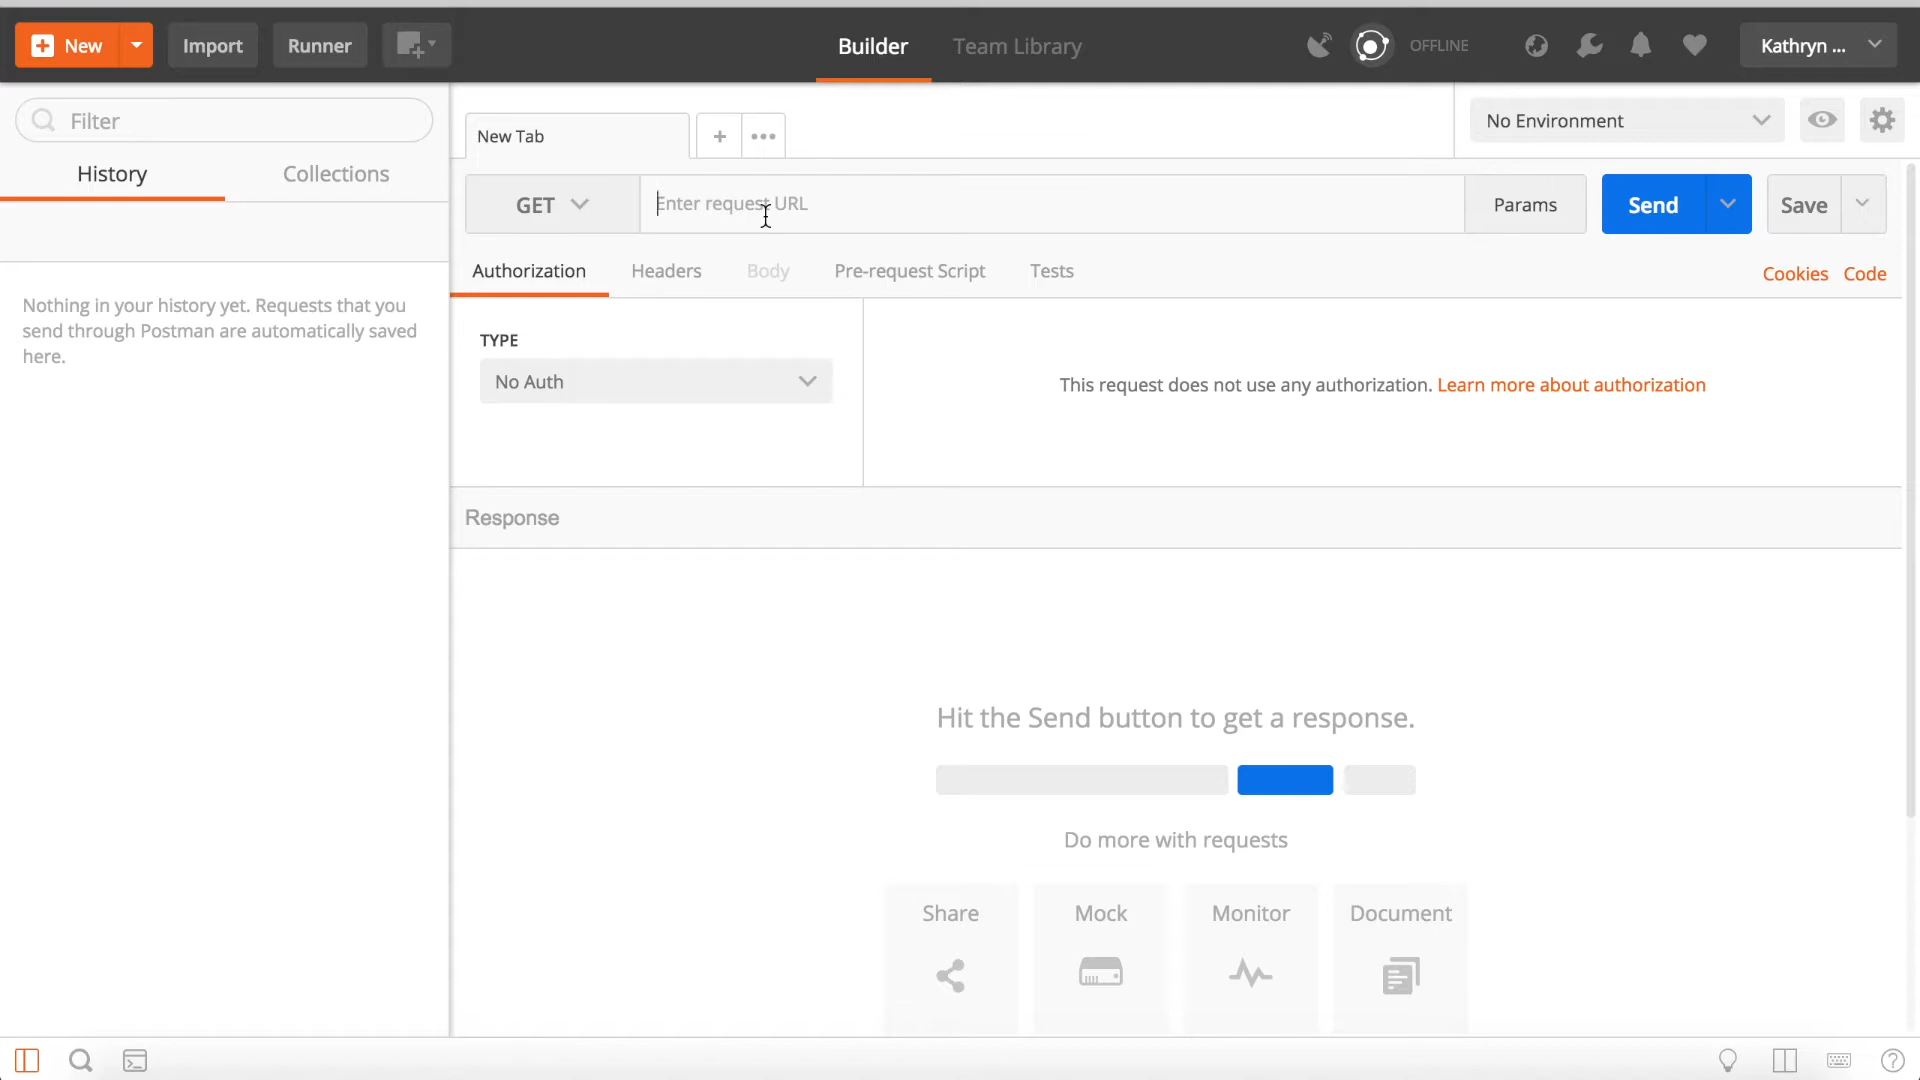 New
Import
Runner
Builder
Team Library
OFFLINE
Kathryn ...
Filter
History
Collections
Nothing in your history yet. Requests that you
send through Postman are automatically saved
here.
New Tab
No Environment
GET
Enter request URL
Params
Send
Save
Authorization
Headers
Body
Pre-request Script
Tests
Cookies
Code
TYPE
No Auth
This request does not use any authorization. Learn more about authorization
Response
Hit the Send button to get a response.
Do more with requests
Share
Mock
Monitor
Document